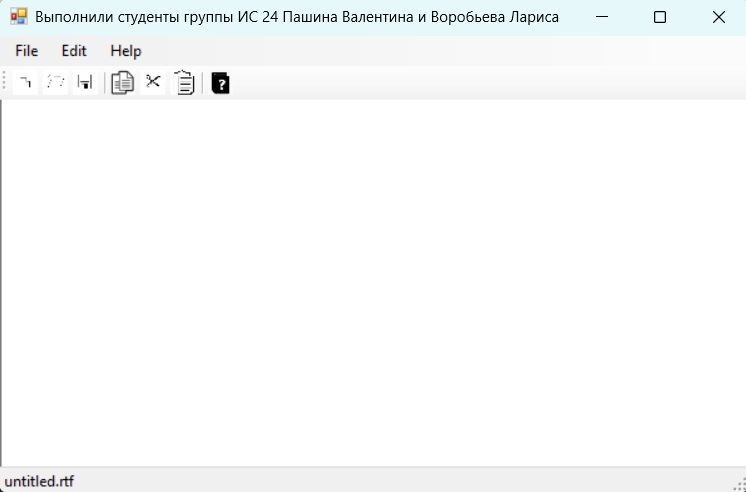 Выполнили студенты группы ИС 24 Пашина Валентина и Воробьева Лариса
File Edit Help
?
untitled.rtf